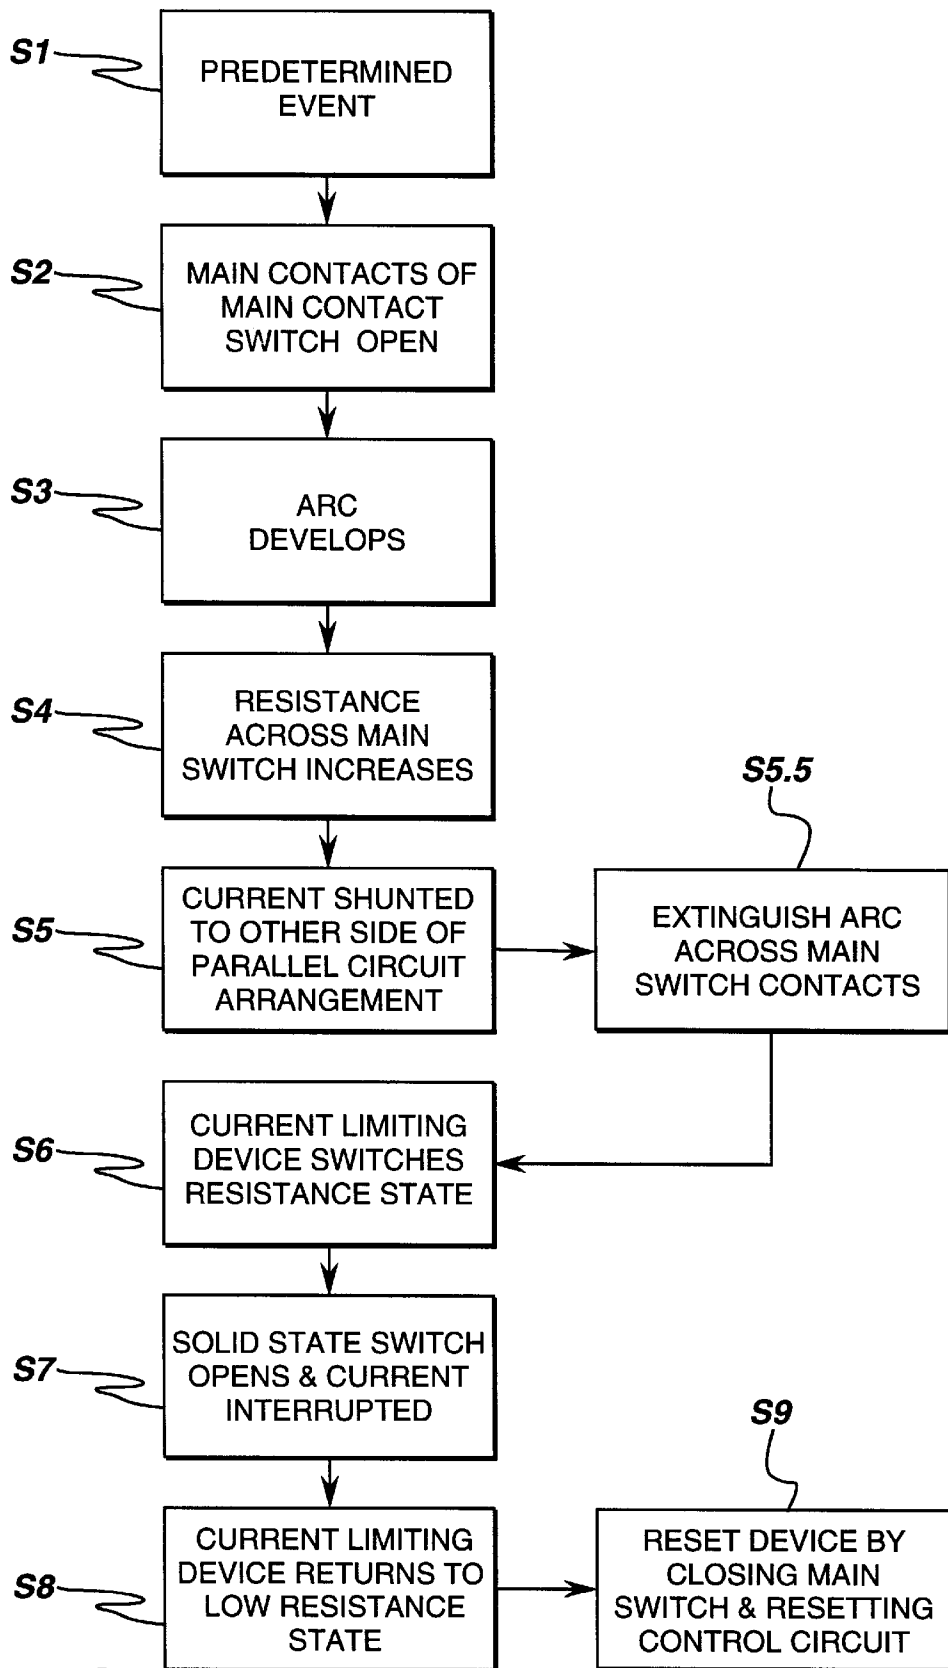 S1
PREDETERMINED
EVENT
S2
MAIN CONTACTS OF
MAIN CONTACT
SWITCH OPEN
S3
ARC
DEVELOPS
S4
RESISTANCE
ACROSS MAIN
SWITCH INCREASES
S5
CURRENT SHUNTED
TO OTHER SIDE OF
PARALLEL CIRCUIT
ARRANGEMENT
S5.5
EXTINGUISH ARC
ACROSS MAIN
SWITCH CONTACTS
S6
CURRENT LIMITING
DEVICE SWITCHES
RESISTANCE STATE
S7
SOLID STATE SWITCH
OPENS & CURRENT
INTERRUPTED
S8
CURRENT LIMITING
DEVICE RETURNS TO
LOW RESISTANCE
STATE
S9
RESET DEVICE BY
CLOSING MAIN
SWITCH & RESETTING
CONTROL CIRCUIT